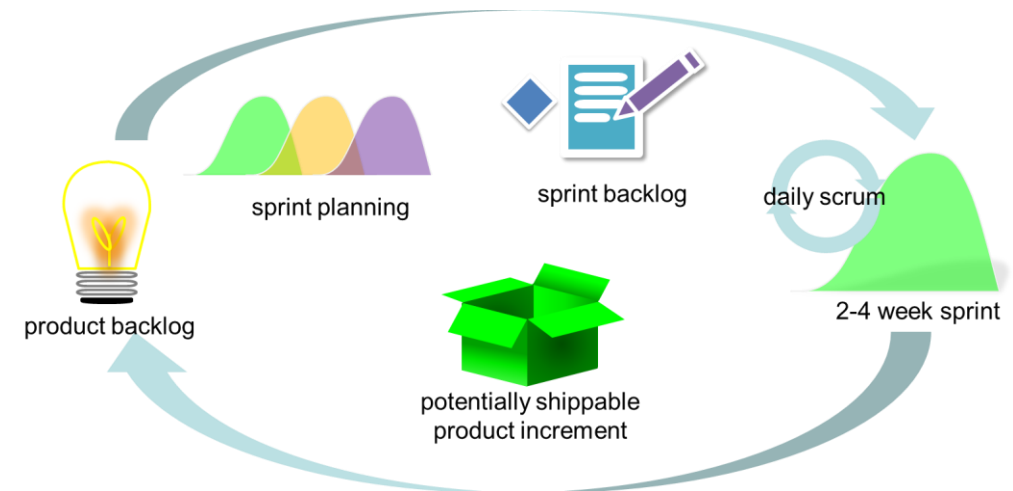 sprint planning
sprint backlog
daily scrum
product backlog
2-4 week sprint
potentially shippable
product increment